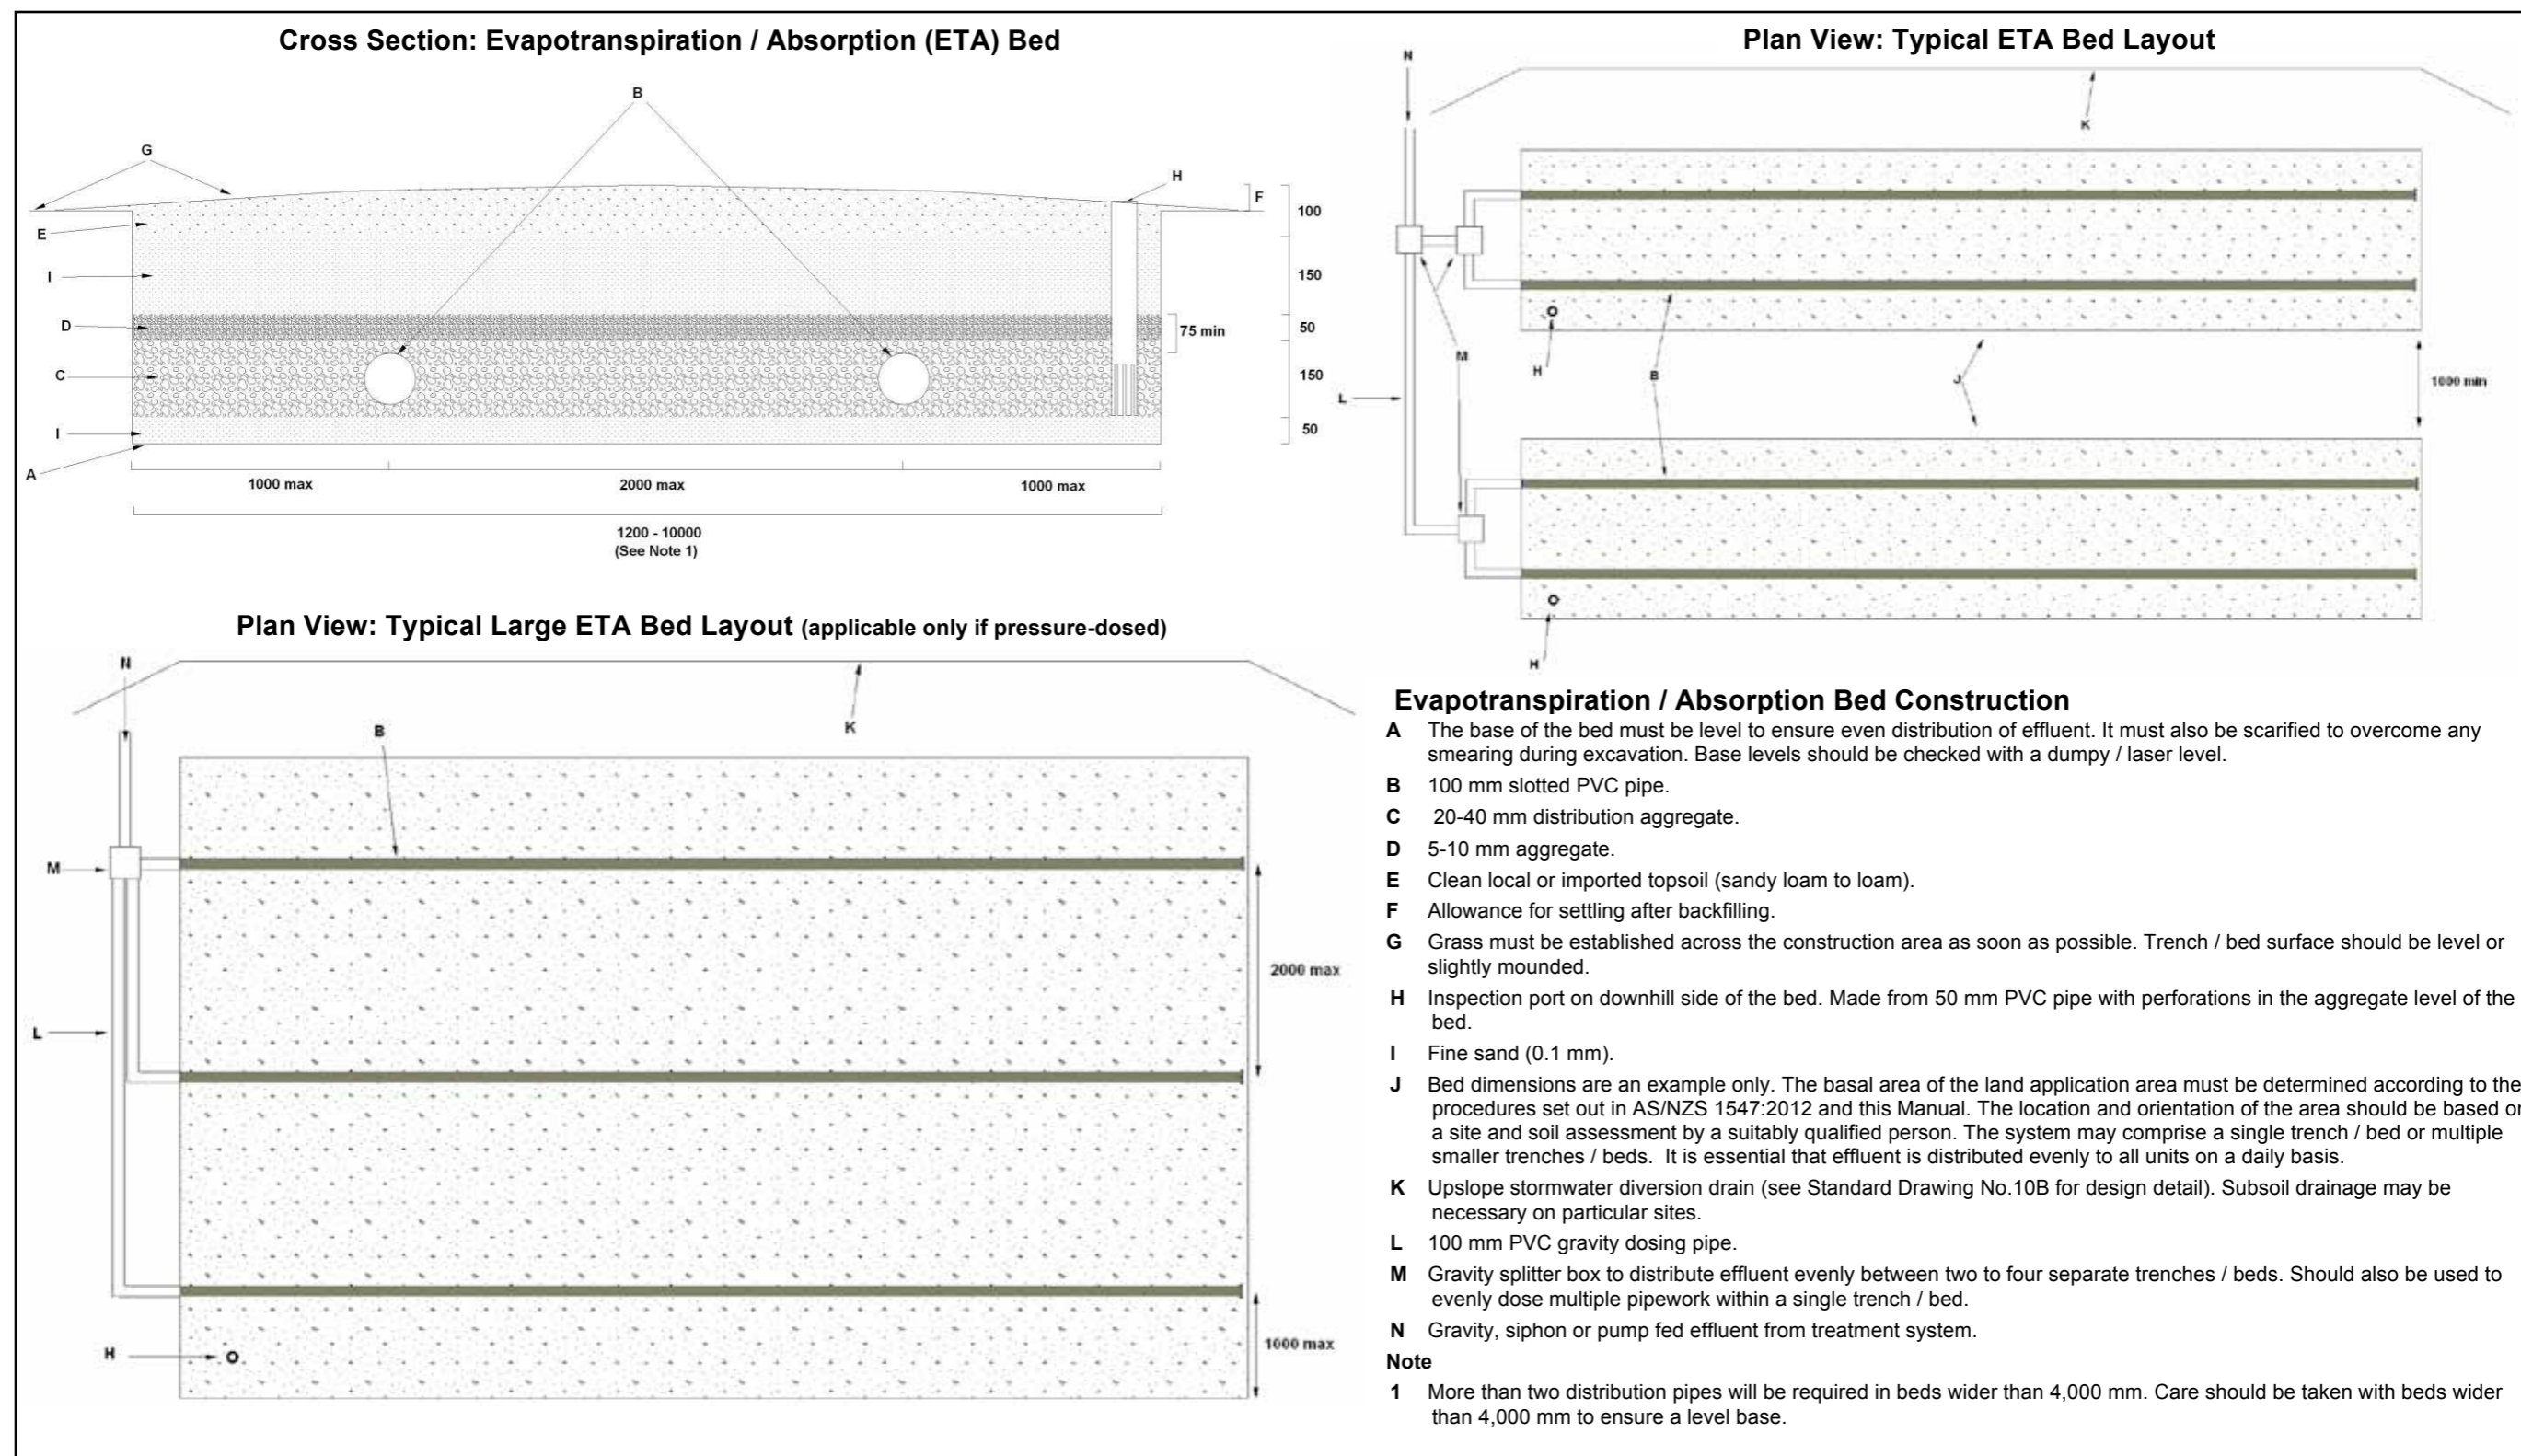 Cross Section: Evapotranspiration / Absorption (ETA) Bed
B
G
H
F
E
I
D
C
I
A
100
150
75 min
50
150
50
1000 max
2000 max
1000 max
1200 - 10000
(See Note 1)
Plan View: Typical ETA Bed Layout
N
K
M
H
B
J
L
1000 min
H
Plan View: Typical Large ETA Bed Layout (applicable only if pressure-dosed)
N
B
K
M
L
2000 max
H
1000 max
Evapotranspiration / Absorption Bed Construction
A The base of the bed must be level to ensure even distribution of effluent. It must also be scarified to overcome any
smearing during excavation. Base levels should be checked with a dumpy / laser level.
B 100 mm slotted PVC pipe.
C 20-40 mm distribution aggregate.
D 5-10 mm aggregate.
E Clean local or imported topsoil (sandy loam to loam).
F Allowance for settling after backfilling.
G Grass must be established across the construction area as soon as possible. Trench / bed surface should be level or
slightly mounded.
H Inspection port on downhill side of the bed. Made from 50 mm PVC pipe with perforations in the aggregate level of the
bed.
I Fine sand (0.1 mm).
J Bed dimensions are an example only. The basal area of the land application area must be determined according to the
procedures set out in AS/NZS 1547:2012 and this Manual. The location and orientation of the area should be based on
a site and soil assessment by a suitably qualified person. The system may comprise a single trench / bed or multiple
smaller trenches / beds. It is essential that effluent is distributed evenly to all units on a daily basis.
K Upslope stormwater diversion drain (see Standard Drawing No.10B for design detail). Subsoil drainage may be
necessary on particular sites.
L 100 mm PVC gravity dosing pipe.
M Gravity splitter box to distribute effluent evenly between two to four separate trenches / beds. Should also be used to
evenly dose multiple pipework within a single trench / bed.
N Gravity, siphon or pump fed effluent from treatment system.
Note
1 More than two distribution pipes will be required in beds wider than 4,000 mm. Care should be taken with beds wider
than 4,000 mm to ensure a level base.